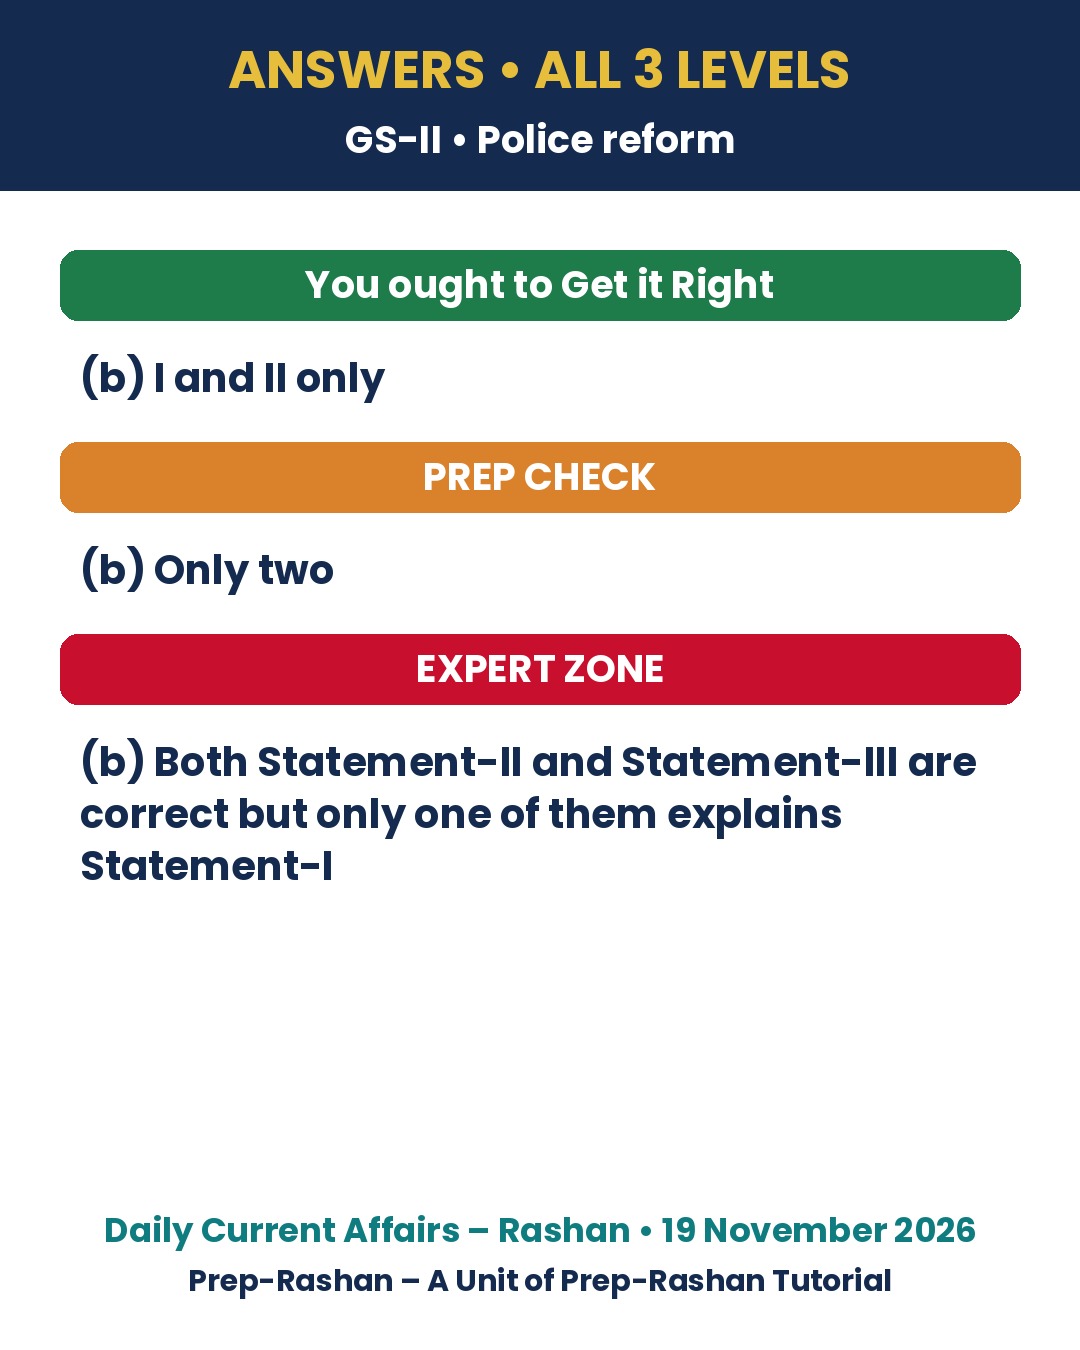 ANSWERS • ALL 3 LEVELS
GS-II • Police reform
You ought to Get it Right
(b) I and II only
PREP CHECK
(b) Only two
EXPERT ZONE
(b) Both Statement-II and Statement-III are
correct but only one of them explains
Statement-I
Daily Current Affairs – Rashan • 19 November 2026
Prep-Rashan – A Unit of Prep-Rashan Tutorial